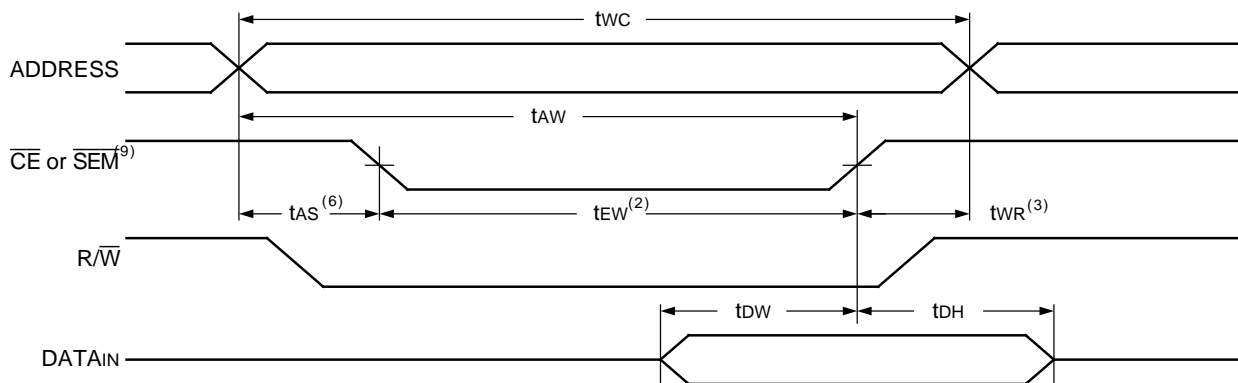 tWC
ADDRESS
tAW
CE or SEM(9)
tAS(6)
tEW(2)
tWR(3)
R/W
tDW
tDH
DATAIN